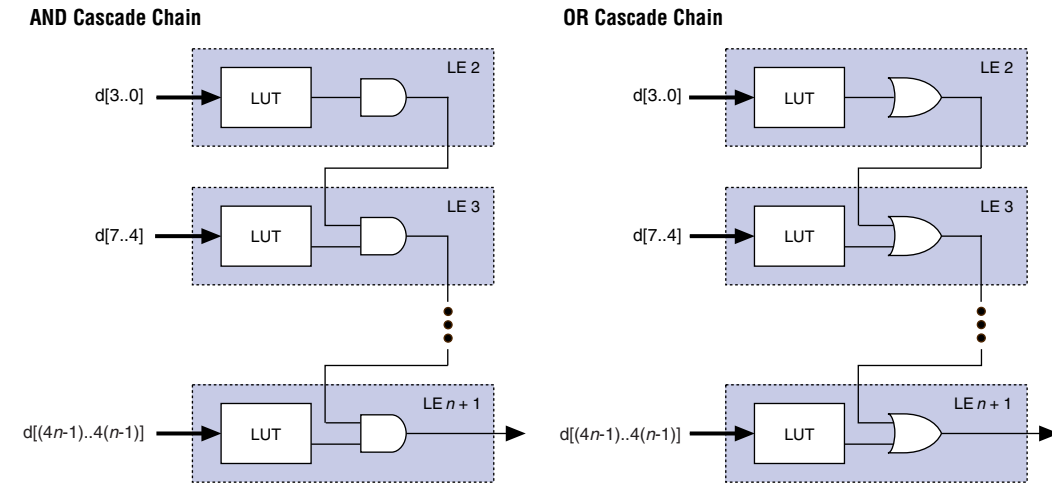 AND Cascade Chain
LE 2
d[3..0]
LUT
LE 3
d[7..4]
LUT
LE n + 1
d[(4n-1)..4(n-1)]
LUT
OR Cascade Chain
LE 2
d[3..0]
LUT
LE 3
d[7..4]
LUT
LE n + 1
d[(4n-1)..4(n-1)]
LUT